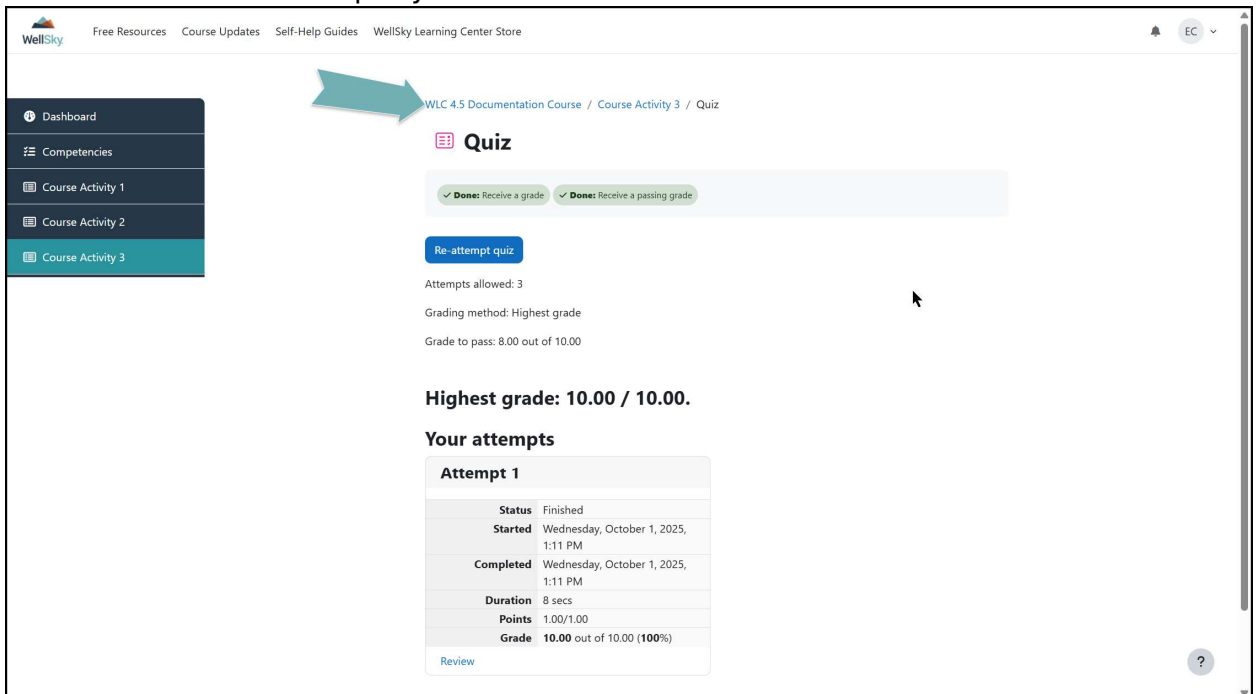 WellSky
Free Resources Course Updates Self-Help Guides WellSky Learning Center Store
EC
Dashboard
Competencies
Course Activity 1
Course Activity 2
Course Activity 3
WLC 4.5 Documentation Course / Course Activity 3 / Quiz
Quiz
Done: Receive a grade Done: Receive a passing grade
Re-attempt quiz
Attempts allowed: 3
Grading method: Highest grade
Grade to pass: 8.00 out of 10.00
Highest grade: 10.00 / 10.00.
Your attempts
Attempt 1
Status Finished
Started Wednesday, October 1, 2025,
1:11 PM
Completed Wednesday, October 1, 2025,
1:11 PM
Duration 8 secs
Points 1.00/1.00
Grade 10.00 out of 10.00 (100%)
Review
?